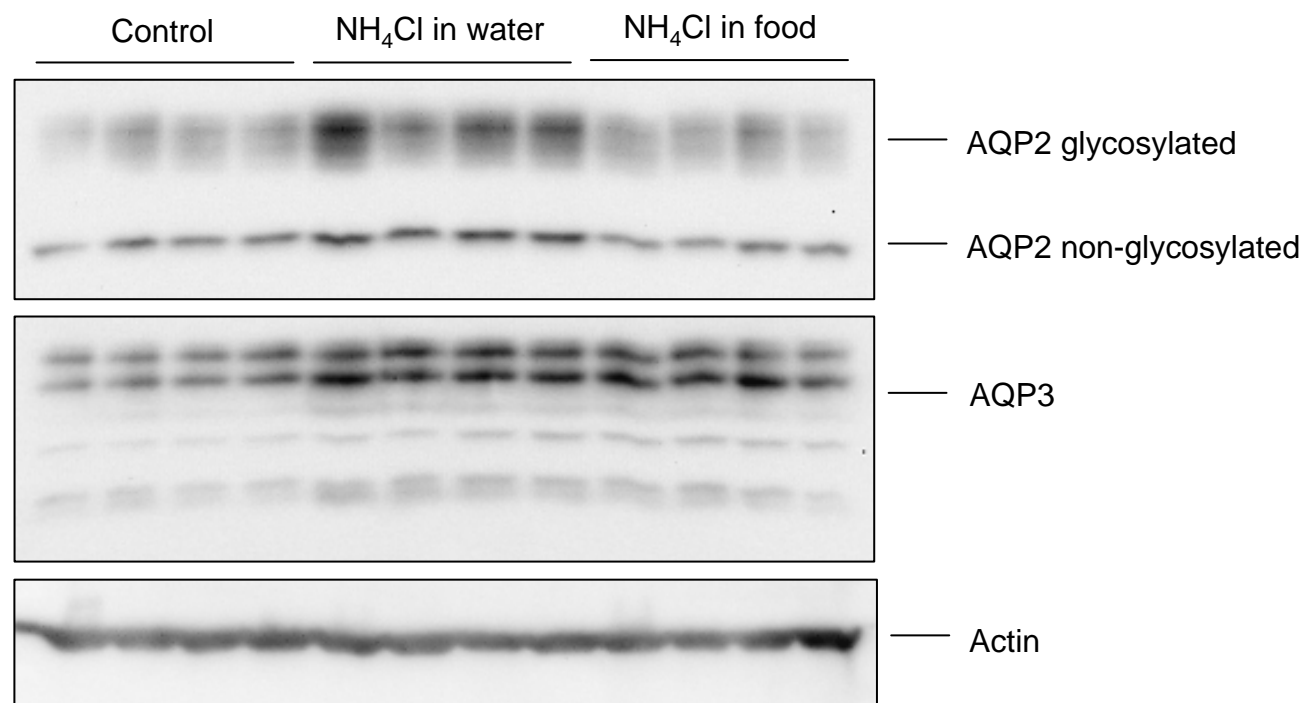 Control
NH₄Cl in water
NH₄Cl in food
AQP2 glycosylated
AQP2 non-glycosylated
AQP3
Actin